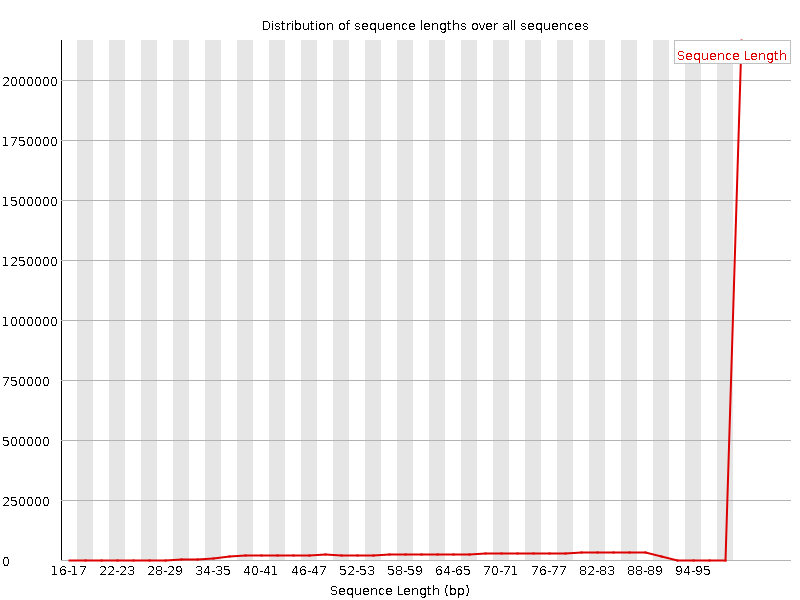 Distribution of sequence lengths over all sequences
Sequence Length
2000000
1750000
1500000
1250000
1000000
750000
500000
250000
0
16-17 22-23 28-29 34-35 40-41 46-47 52-53 58-59 64-65 70-71 76-77 82-83 88-89 94-95
Sequence Length (bp)